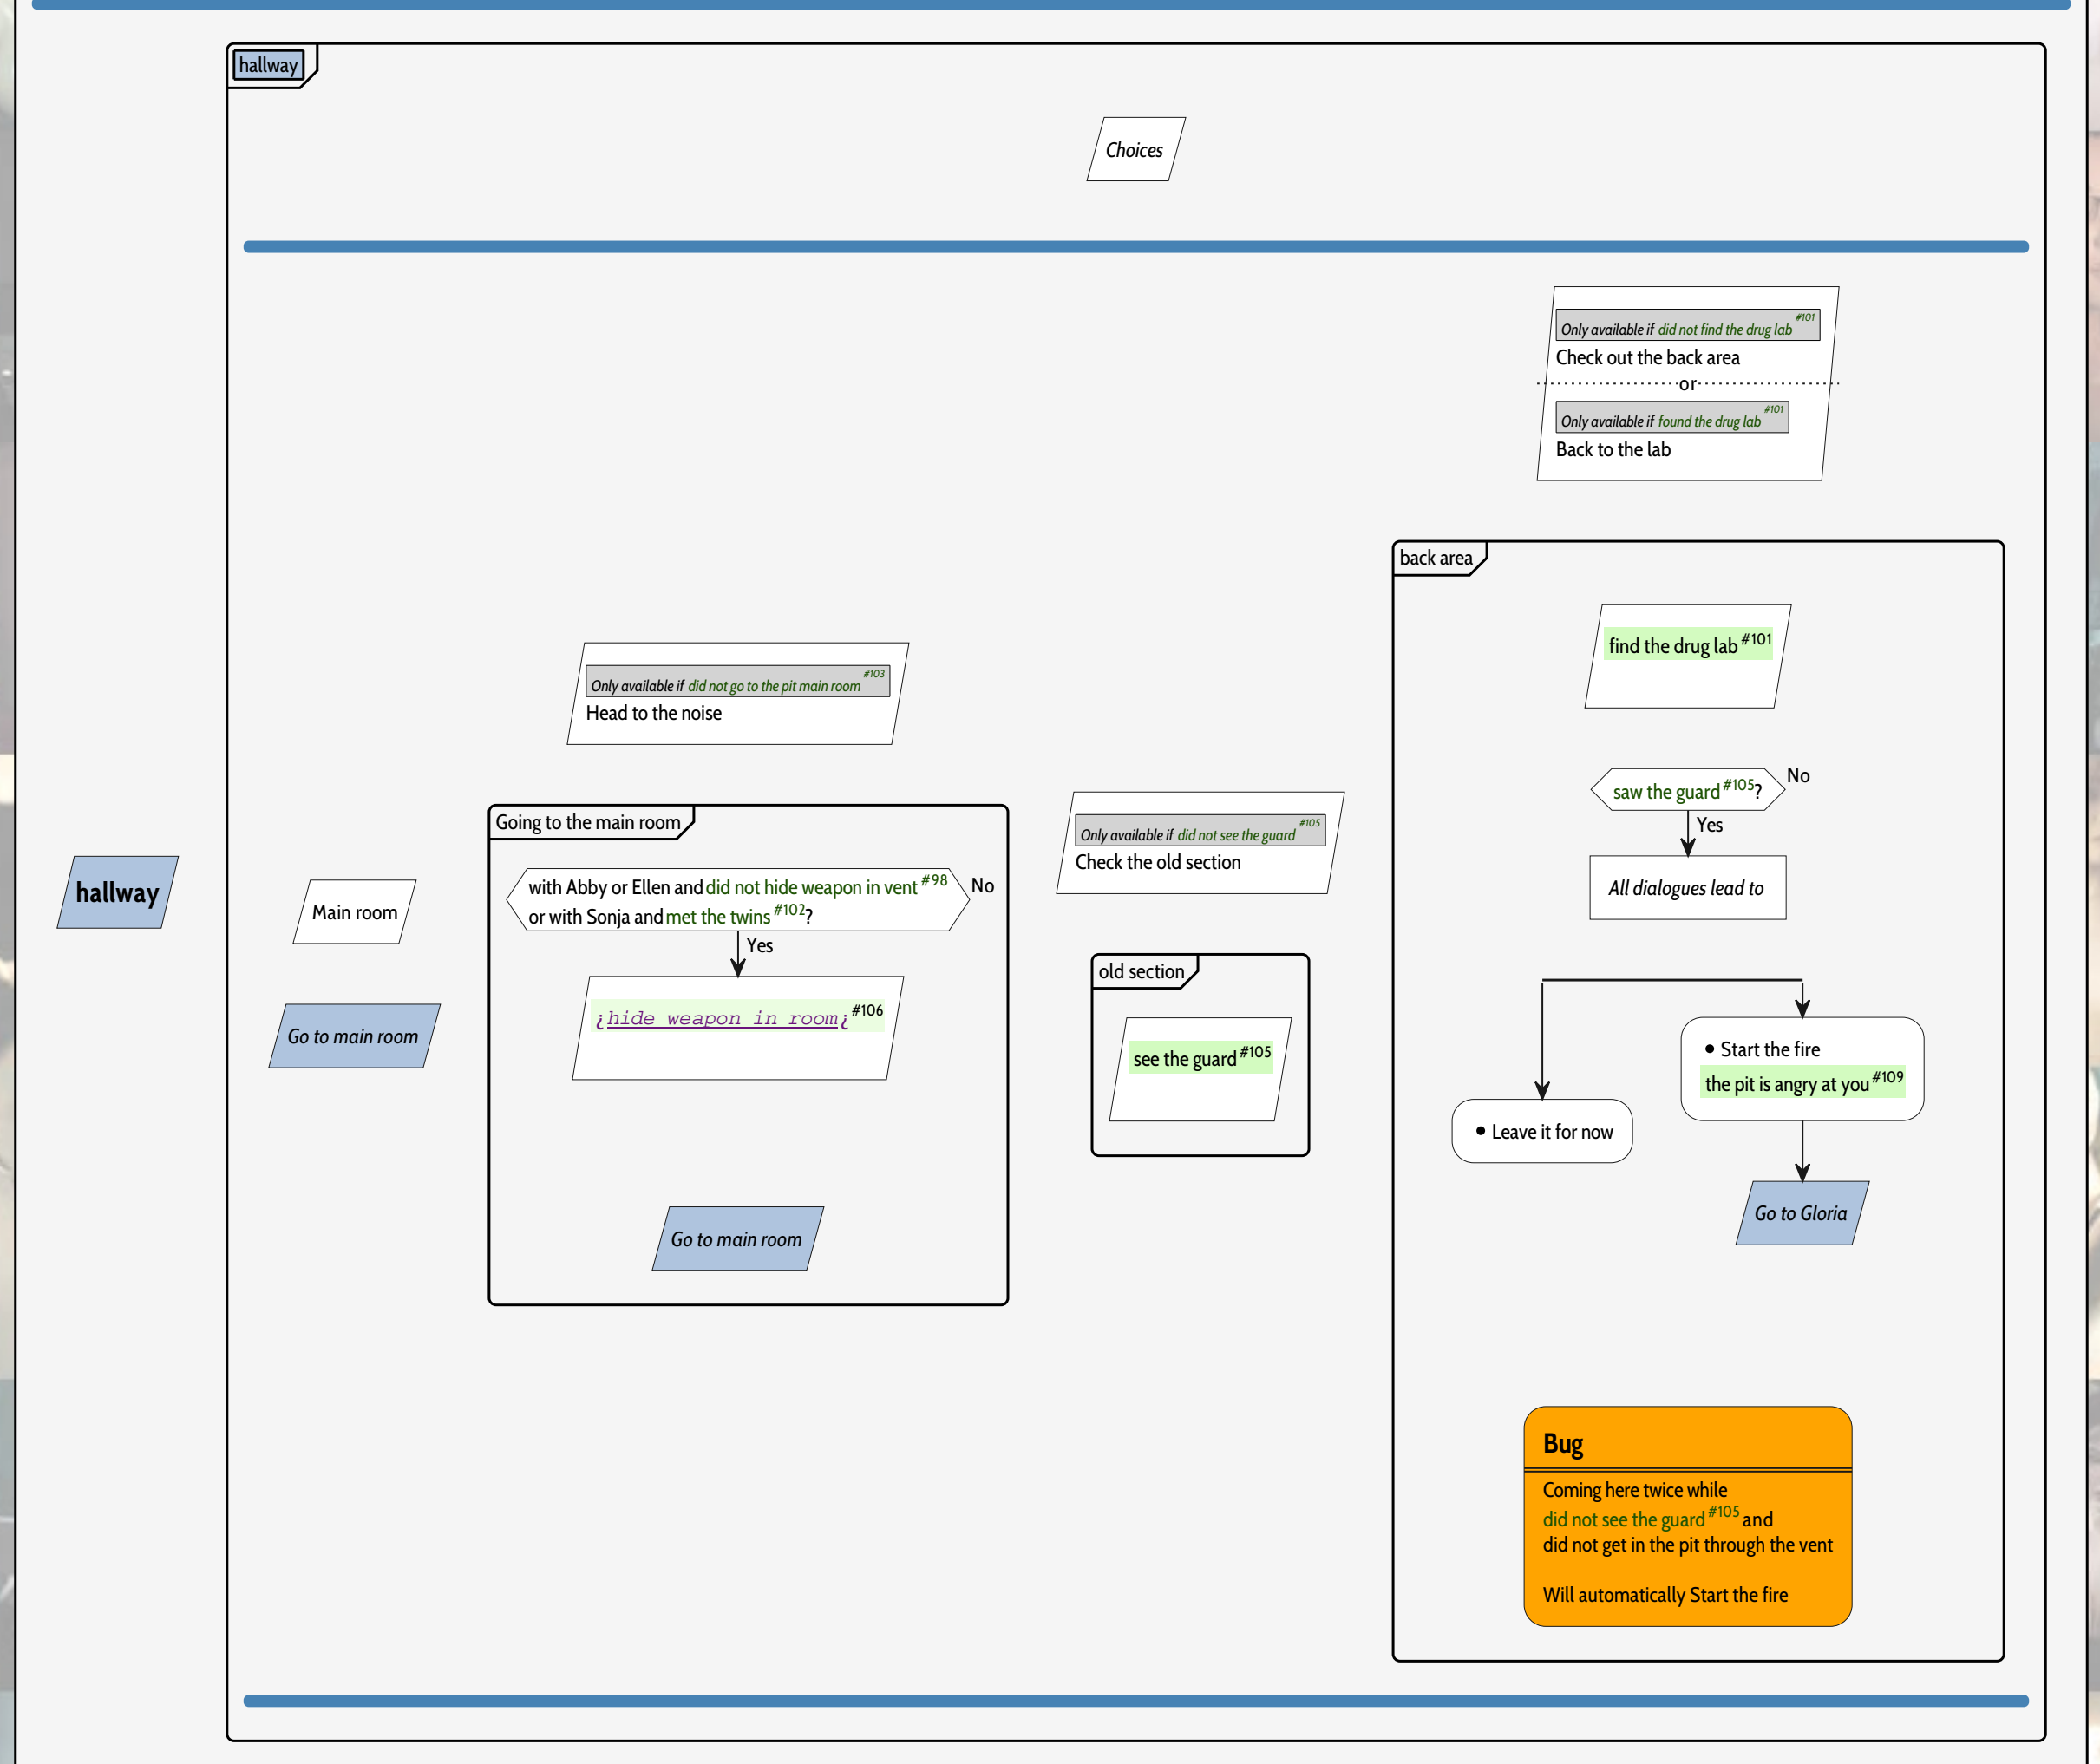 hallway
Choices
hallway
Main room
Go to main room
Only available if did not go to the pit main room #103
Head to the noise
Going to the main room
with Abby or Ellen and did not hide weapon in vent #98
or with Sonja and met the twins #102?
No
Yes
¿hide weapon in room¿ #106
Go to main room
Only available if did not see the guard #105
Check the old section
old section
see the guard #105
Only available if did not find the drug lab #101
Check out the back area
or
Only available if found the drug lab #101
Back to the lab
back area
find the drug lab #101
saw the guard #105?
No
Yes
All dialogues lead to
• Leave it for now
• Start the fire
the pit is angry at you #109
Go to Gloria
Bug
Coming here twice while
did not see the guard #105 and
did not get in the pit through the vent
Will automatically Start the fire